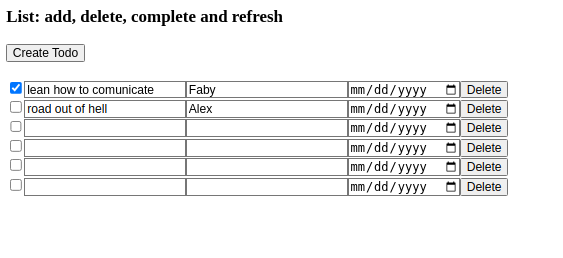 List: add, delete, complete and refresh
Create Todo
lean how to comunicate Faby mm/dd/yyyy Delete
road out of hell Alex mm/dd/yyyy Delete
mm/dd/yyyy Delete
mm/dd/yyyy Delete
mm/dd/yyyy Delete
mm/dd/yyyy Delete